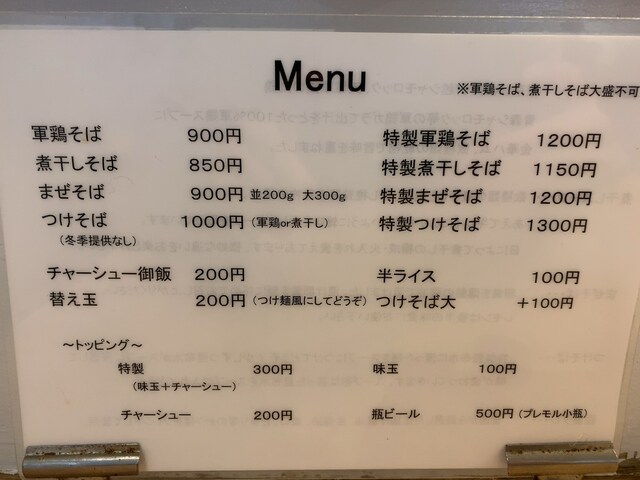 Menu
※軍鶏そば、煮干しそば大盛不可
軍鶏そば 900円 特製軍鶏そば 1200円
煮干しそば 850円 特製煮干しそば 1150円
まぜそば 900円 並200g 大300g 特製まぜそば 1200円
つけそば 1000円 (軍鶏or煮干し) 特製つけそば 1300円
(冬季提供なし)
チャーシュー御飯 200円 半ライス 100円
替え玉 200円 (つけ麺風にしてどうぞ) つけそば大 +100円
～トッピング～
特製 300円 味玉 100円
(味玉+チャーシュー)
チャーシュー 200円 瓶ビール 500円 (プレモル小瓶)